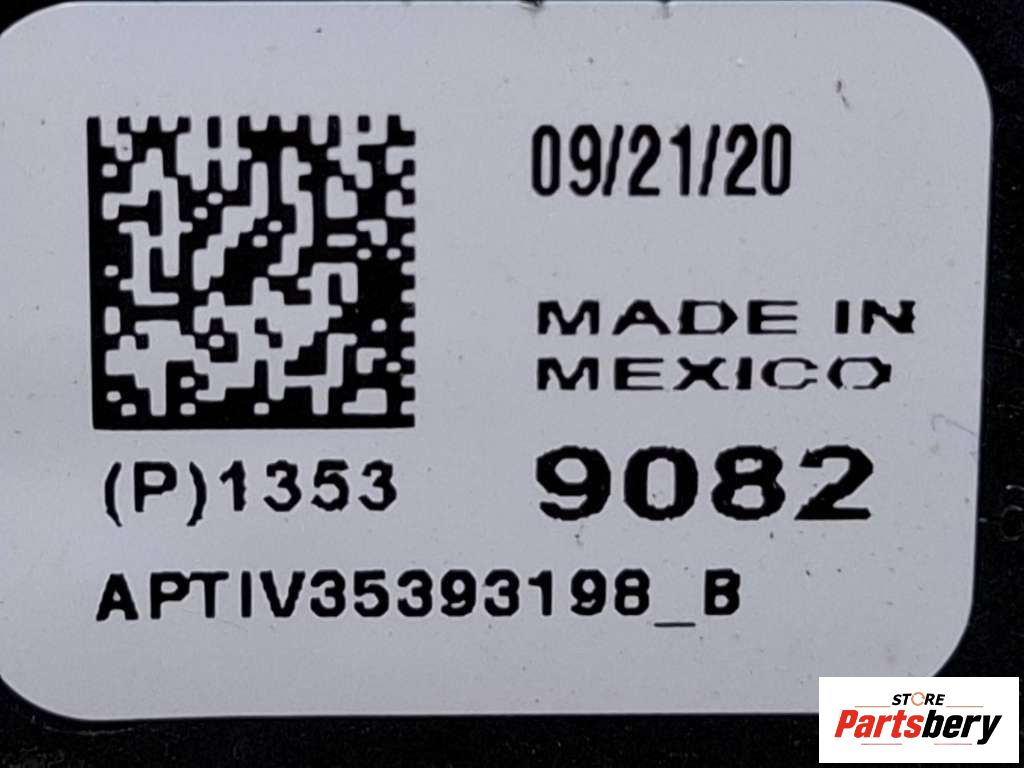 09/21/20
MADE IN
MEXICO
(P)1353 9082
APTIV35393198_B
STORE
Partsbery